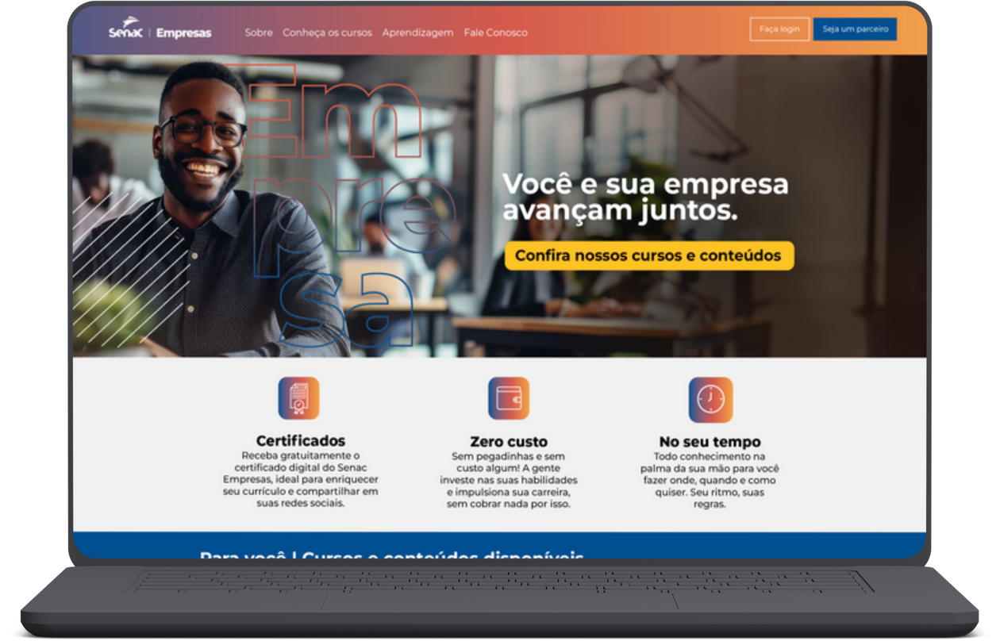 Senac | Empresas
Sobre Conheça os cursos Aprendizagem Fale Conosco
Faça login
Seja um parceiro
Em
pre
sa
Você e sua empresa
avançam juntos.
Confira nossos cursos e conteúdos
Certificados
Receba gratuitamente o
certificado digital do Senac
Empresas, ideal para enriquecer
seu currículo e compartilhar em
suas redes sociais.
Zero custo
Sem pegadinhas e sem
custo algum! A gente
investe nas suas habilidades
e impulsiona sua carreira,
sem cobrar nada por isso.
No seu tempo
Todo conhecimento na
palma da sua mão para você
fazer onde, quando e como
quiser. Seu ritmo, suas
regras.
Para você | Cursos e conteúdos disponíveis